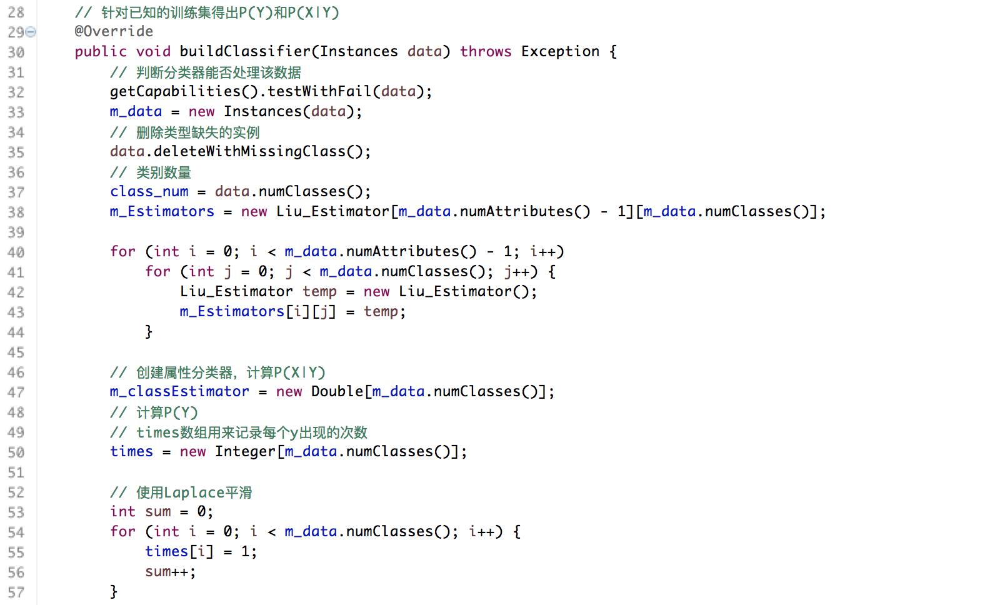 28 // 针对已知的训练集得出P(Y)和P(X|Y)
29 @Override
30 public void buildClassifier(Instances data) throws Exception {
31 // 判断分类器能否处理该数据
32 getCapabilities().testWithFail(data);
33 m_data = new Instances(data);
34 // 删除类型缺失的实例
35 data.deleteWithMissingClass();
36 // 类别数量
37 class_num = data.numClasses();
38 m_Estimators = new Liu_Estimator[m_data.numAttributes() - 1][m_data.numClasses()];
39
40 for (int i = 0; i < m_data.numAttributes() - 1; i++)
41 for (int j = 0; j < m_data.numClasses(); j++) {
42 Liu_Estimator temp = new Liu_Estimator();
43 m_Estimators[i][j] = temp;
44 }
45
46 // 创建属性分类器，计算P(X|Y)
47 m_classEstimator = new Double[m_data.numClasses()];
48 // 计算P(Y)
49 // times数组用来记录每个y出现的次数
50 times = new Integer[m_data.numClasses()];
51
52 // 使用Laplace平滑
53 int sum = 0;
54 for (int i = 0; i < m_data.numClasses(); i++) {
55 times[i] = 1;
56 sum++;
57 }